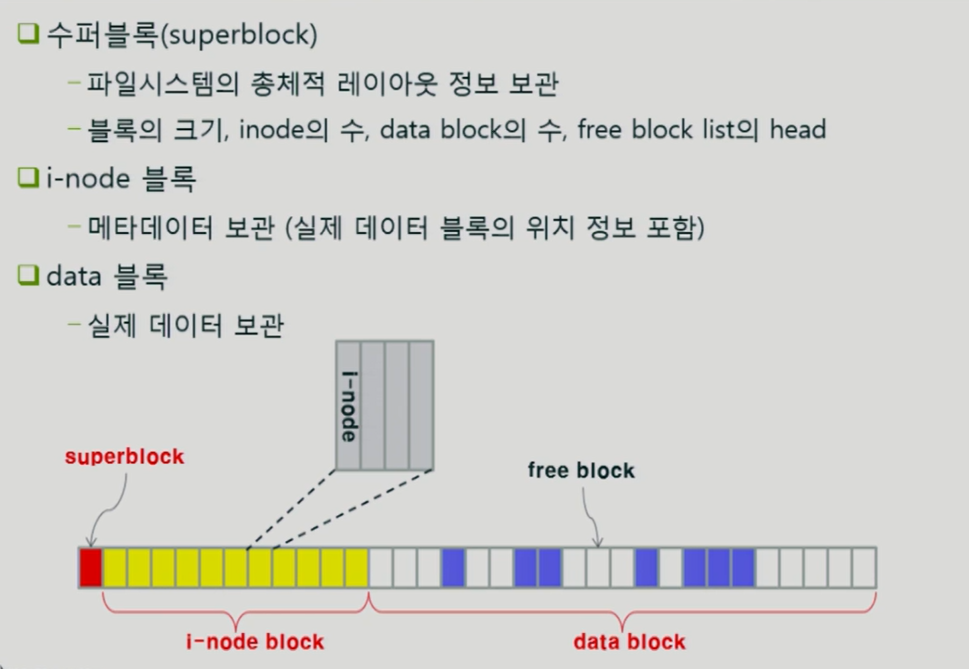 수퍼블록(superblock)
– 파일시스템의 총체적 레이아웃 정보 보관
– 블록의 크기, inode의 수, data block의 수, free block list의 head
i-node 블록
– 메타데이터 보관 (실제 데이터 블록의 위치 정보 포함)
data 블록
– 실제 데이터 보관
i-node
superblock
free block
i-node block
data block